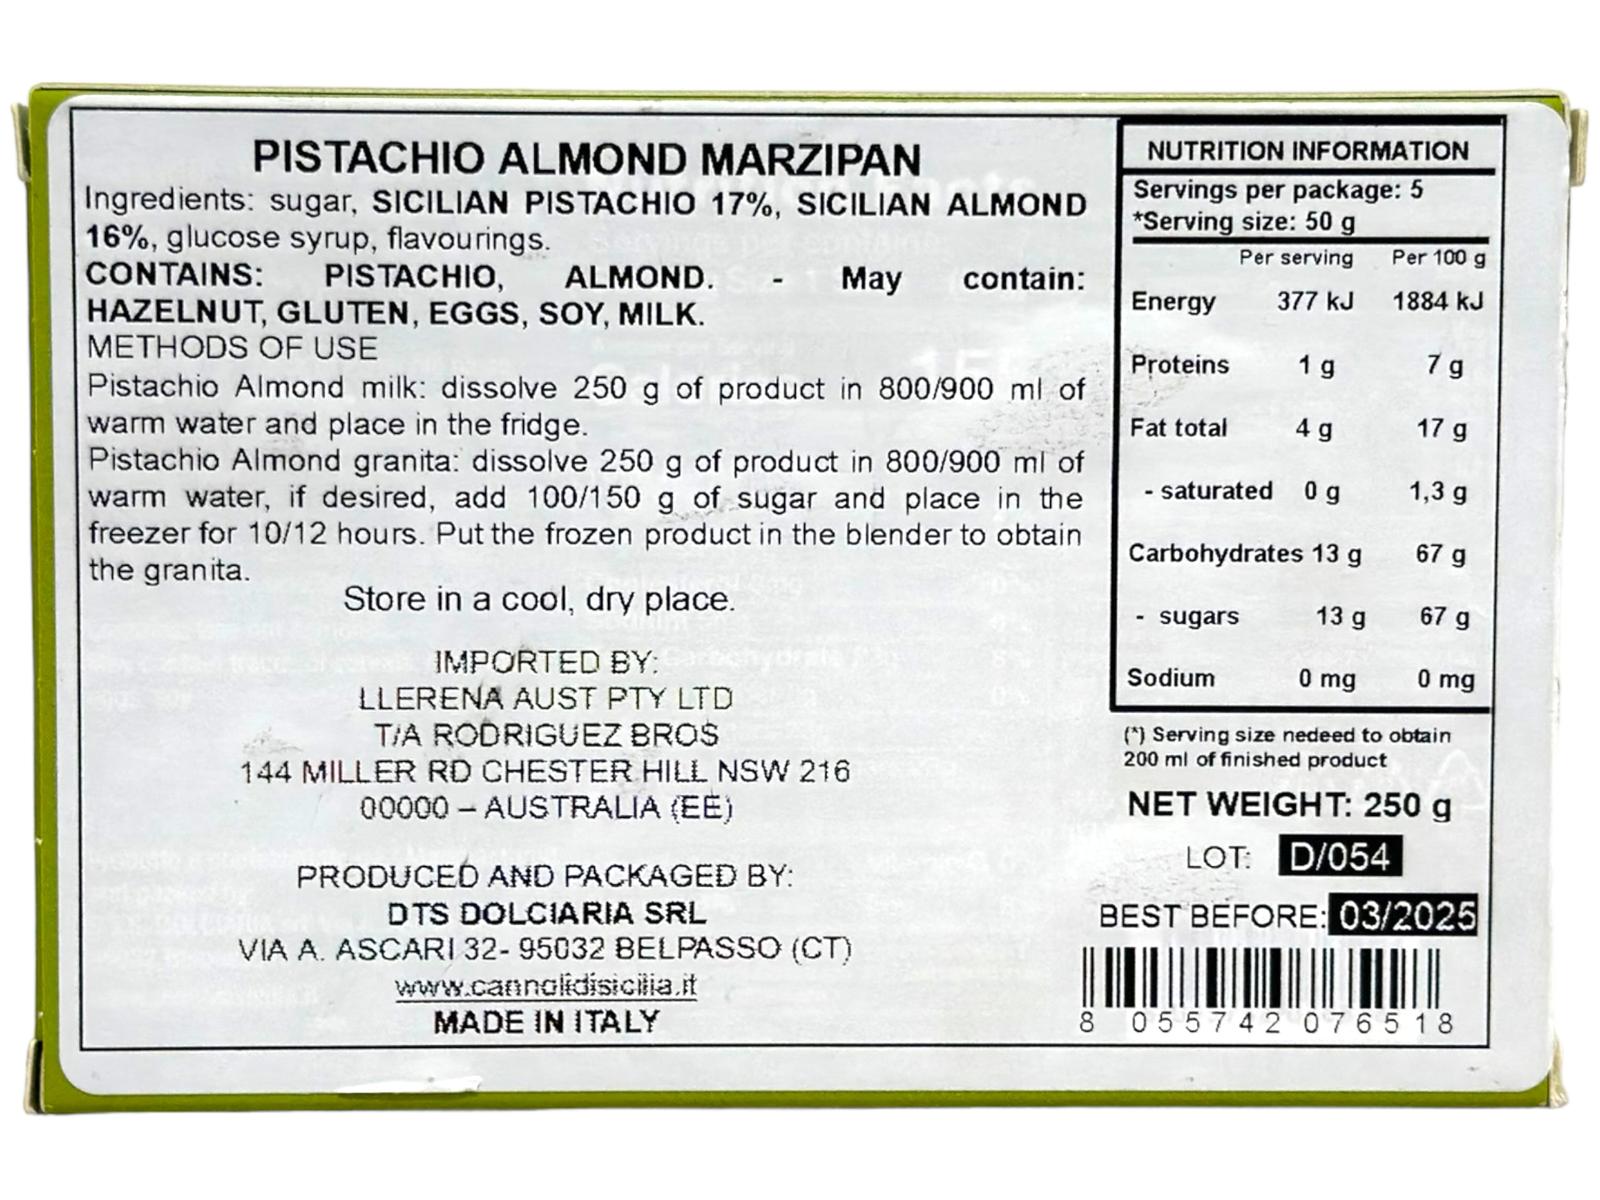 PISTACHIO ALMOND MARZIPAN
Ingredients: sugar, SICILIAN PISTACHIO 17%, SICILIAN ALMOND
16%, glucose syrup, flavourings.
CONTAINS: PISTACHIO, ALMOND. - May contain:
HAZELNUT, GLUTEN, EGGS, SOY, MILK.
METHODS OF USE
Pistachio Almond milk: dissolve 250 g of product in 800/900 ml of
warm water and place in the fridge.
Pistachio Almond granita: dissolve 250 g of product in 800/900 ml of
warm water, if desired, add 100/150 g of sugar and place in the
freezer for 10/12 hours. Put the frozen product in the blender to obtain
the granita.
Store in a cool, dry place.
IMPORTED BY:
LLERENA AUST PTY LTD
T/A RODRIGUEZ BROS
144 MILLER RD CHESTER HILL NSW 216
00000 – AUSTRALIA (EE)
PRODUCED AND PACKAGED BY:
DTS DOLCIARIA SRL
VIA A. ASCARI 32- 95032 BELPASSO (CT)
www.cannolidisicilia.it
MADE IN ITALY
NUTRITION INFORMATION
Servings per package: 5
*Serving size: 50 g
Per serving Per 100 g
Energy 377 kJ 1884 kJ
Proteins 1 g 7 g
Fat total 4 g 17 g
- saturated 0 g 1,3 g
Carbohydrates 13 g 67 g
- sugars 13 g 67 g
Sodium 0 mg 0 mg
(*) Serving size nedeed to obtain
200 ml of finished product
NET WEIGHT: 250 g
LOT: D/054
BEST BEFORE: 03/2025
8 055742 076518